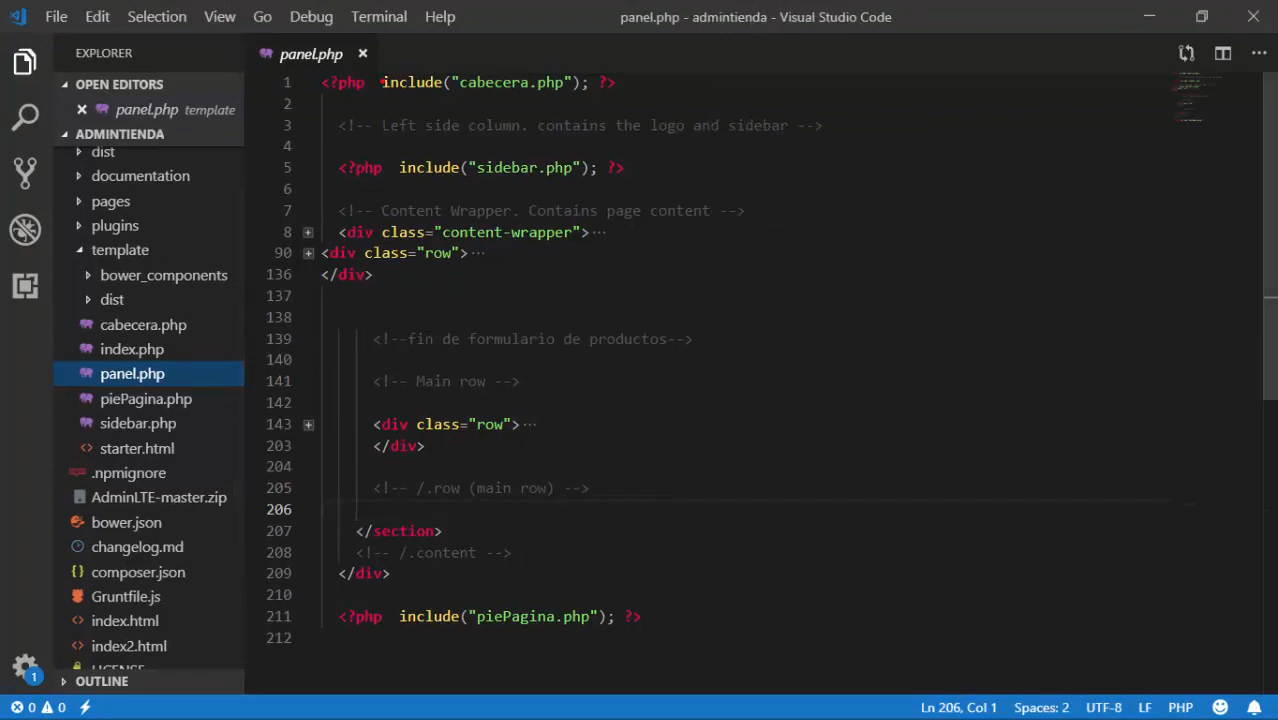 File Edit Selection View Go Debug Terminal Help panel.php - admintienda - Visual Studio Code
EXPLORER
OPEN EDITORS
panel.php template
ADMINTIENDA
dist
documentation
pages
plugins
template
bower_components
dist
cabecera.php
index.php
panel.php
piePagina.php
sidebar.php
starter.html
.npmignore
AdminLTE-master.zip
bower.json
changelog.md
composer.json
Gruntfile.js
index.html
index2.html
LICENSE
OUTLINE
panel.php
1 <?php include("cabecera.php"); ?>
2
3 <!-- Left side column. contains the logo and sidebar -->
4
5 <?php include("sidebar.php"); ?>
6
7 <!-- Content Wrapper. Contains page content -->
8 <div class="content-wrapper">···
90 <div class="row">···
136 </div>
137
138
139 <!--fin de formulario de productos-->
140
141 <!-- Main row -->
142
143 <div class="row">···
203 </div>
204
205 <!-- /.row (main row) -->
206
207 </section>
208 <!-- /.content -->
209 </div>
210
211 <?php include("piePagina.php"); ?>
212
1
0 0 Ln 206, Col 1 Spaces: 2 UTF-8 LF PHP